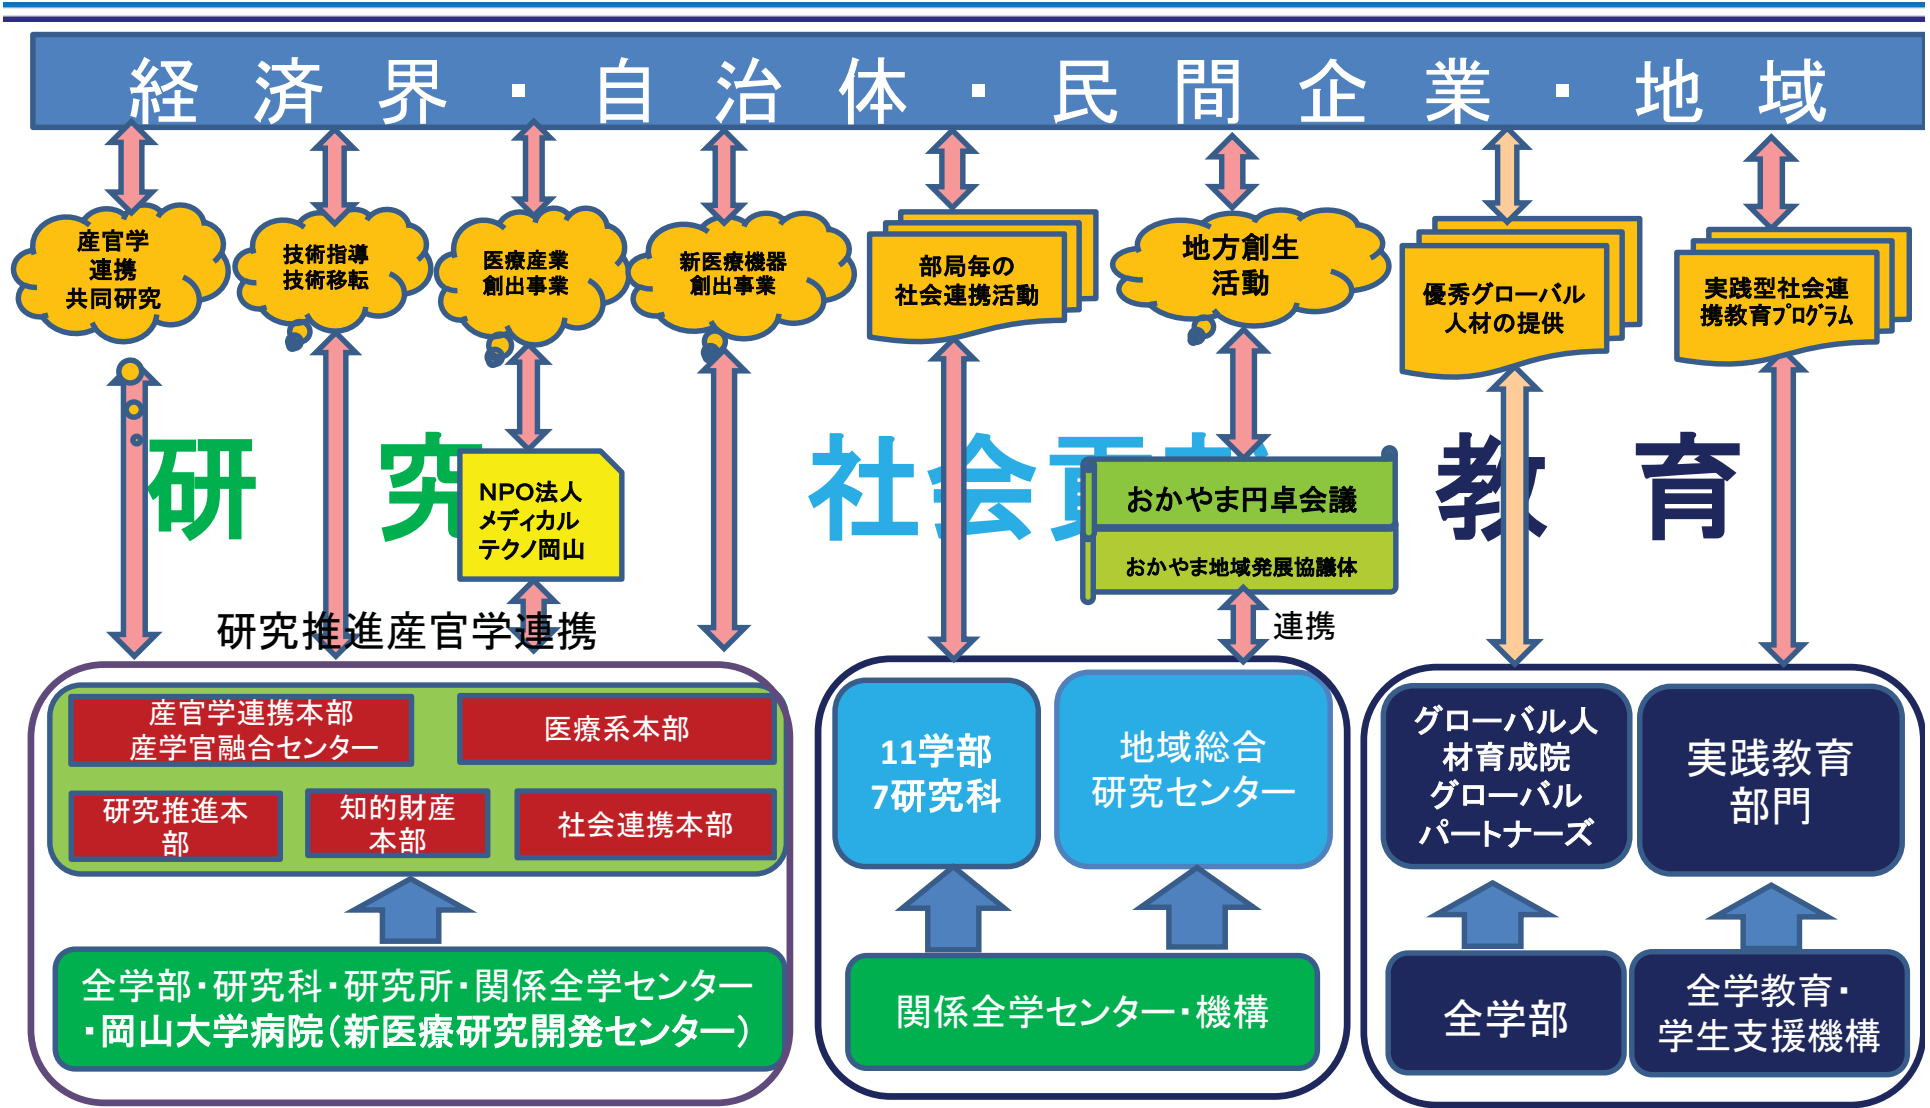 経済界・自治体・民間企業・地域
産官学
連携
共同研究
技術指導
技術移転
医療産業
創出事業
新医療機器
創出事業
部局毎の
社会連携活動
地方創生
活動
優秀グローバル
人材の提供
実践型社会連
携教育プログラム
研究
社会貢献
教育
NPO法人
メディカル
テクノ岡山
おかやま円卓会議
おかやま地域発展協議体
連携
研究推進産官学連携
産官学連携本部
産学官融合センター
医療系本部
研究推進本
部
知的財産
本部
社会連携本部
11学部
7研究科
地域総合
研究センター
グローバル人
材育成院
グローバル
パートナーズ
実践教育
部門
全学部・研究科・研究所・関係全学センター
・岡山大学病院(新医療研究開発センター)
関係全学センター・機構
全学部
全学教育・
学生支援機構